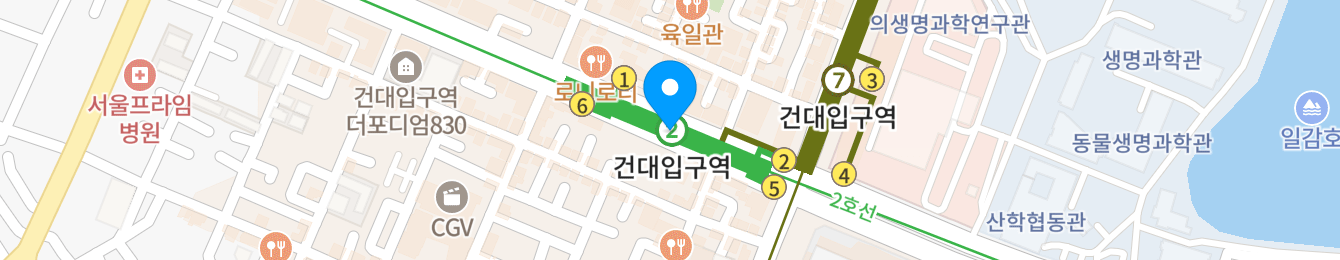 육일관
의생명과학연구관
생명과학관
1
7
3
서울프라임
병원
건대입구역
더포디엄830
6
2
건대입구역
일감호
동물생명과학관
건대입구역
2
4
5
CGV
2호선
산학협동관